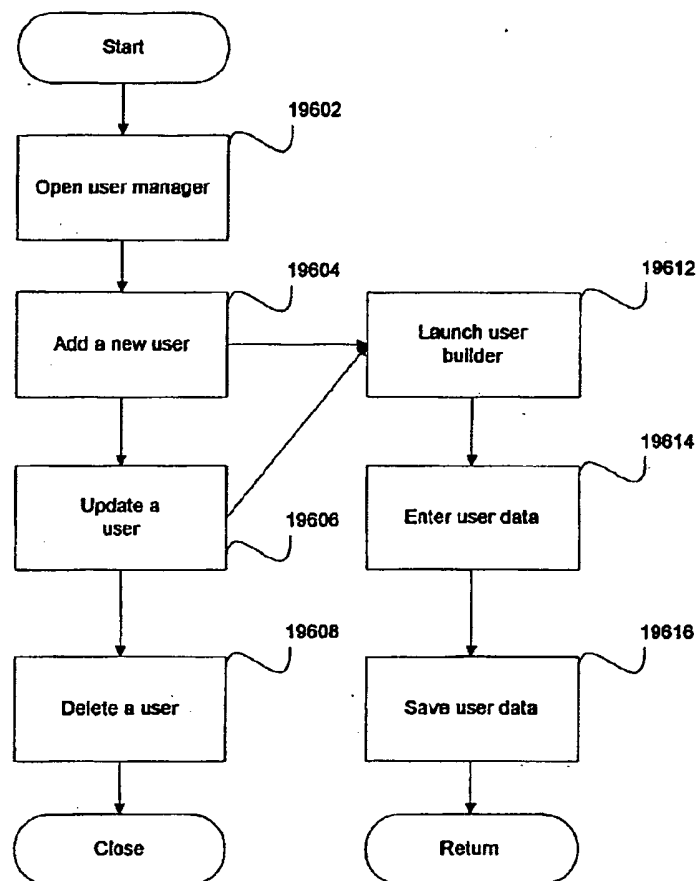 Start
19602
Open user manager
19604
Add a new user
19612
Launch user
builder
Update a
user
19606
19614
Enter user data
19608
Delete a user
19616
Save user data
Close
Return